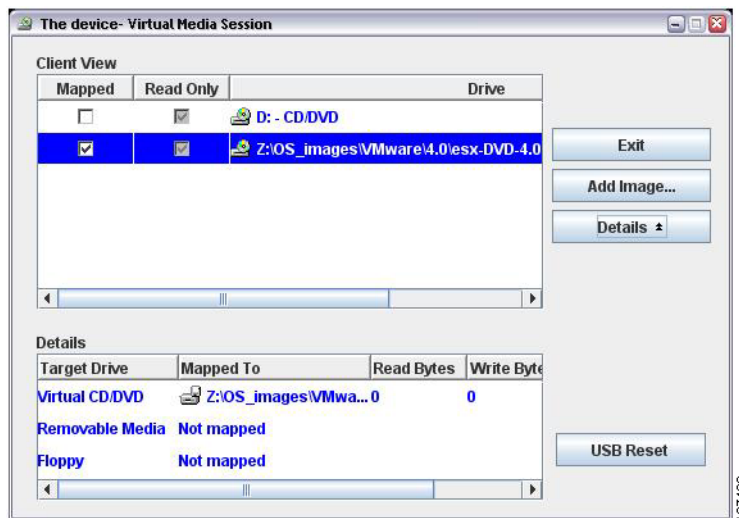 The device- Virtual Media Session
Client View
Mapped Read Only Drive
D: - CD/DVD
Z:\OS_images\VMware\4.0\esx-DVD-4.0
Exit
Add Image...
Details
Details
Target Drive Mapped To Read Bytes Write Byte
Virtual CD/DVD Z:\OS_images\VMwa... 0 0
Removable Media Not mapped
Floppy Not mapped
USB Reset